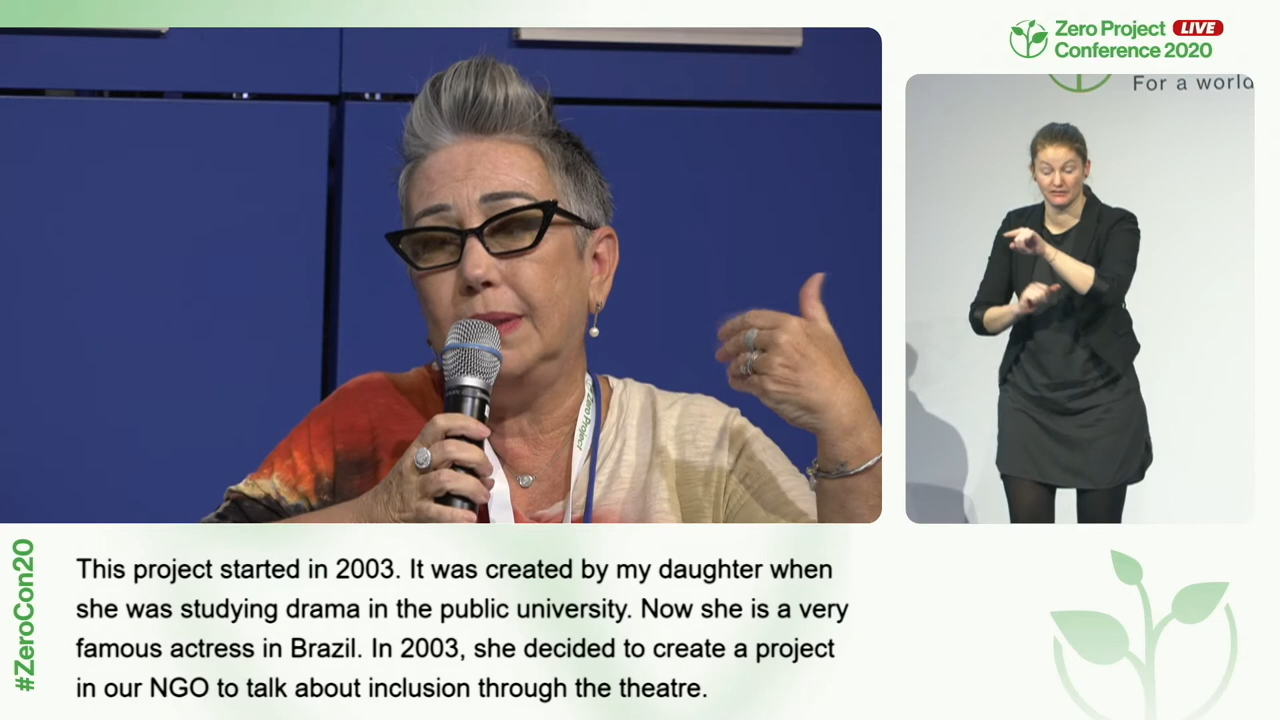 Zero Project LIVE
Conference 2020
For a world
Zero Project
#ZeroCon20
This project started in 2003. It was created by my daughter when
she was studying drama in the public university. Now she is a very
famous actress in Brazil. In 2003, she decided to create a project
in our NGO to talk about inclusion through the theatre.